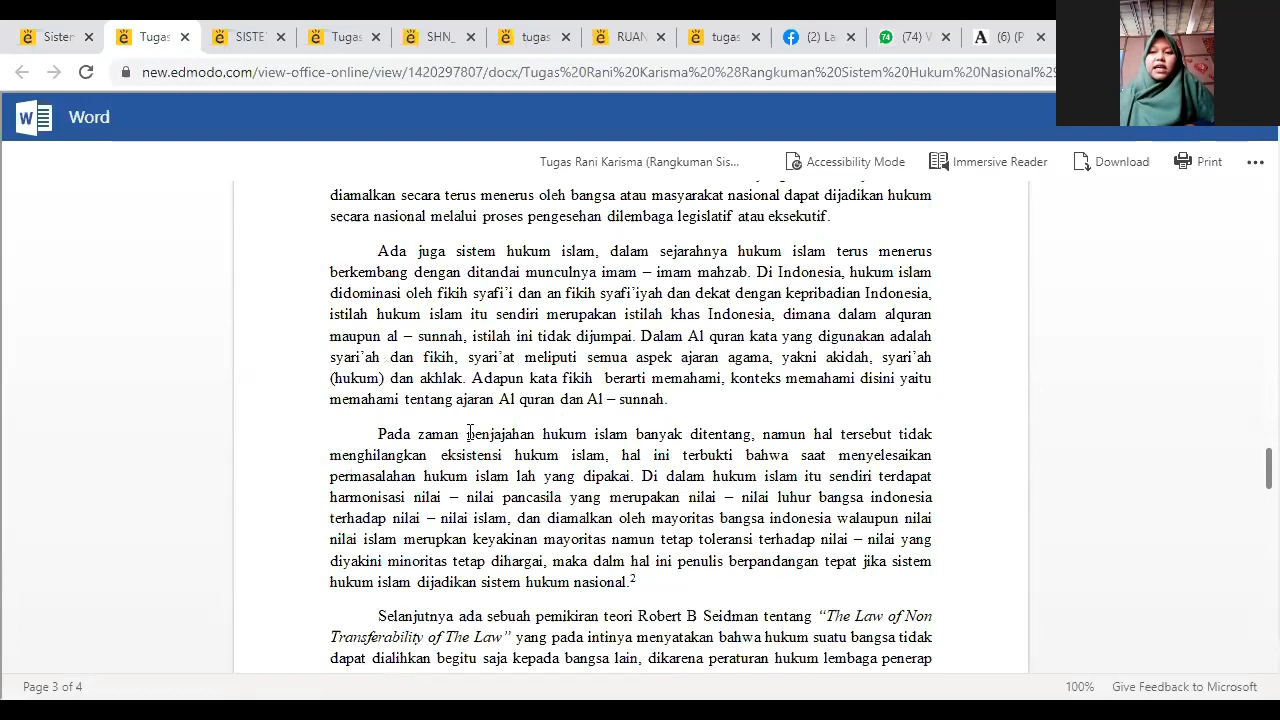 Sister
Tugas
SISTE
Tugas
SHN_
tugas
RUAN
tugas
(2) La
74
(74) V
(6) (P
new.edmodo.com/view-office-online/view/1420297807/docx/Tugas%20Rani%20Karisma%20%28Rangkuman%20Sistem%20Hukum%20Nasional%2
Word
Tugas Rani Karisma (Rangkuman Sis...
Accessibility Mode
Immersive Reader
Download
Print
diamalkan secara terus menerus oleh bangsa atau masyarakat nasional dapat dijadikan hukum
secara nasional melalui proses pengesehan dilembaga legislatif atau eksekutif.
Ada juga sistem hukum islam, dalam sejarahnya hukum islam terus menerus
berkembang dengan ditandai munculnya imam – imam mahzab. Di Indonesia, hukum islam
didominasi oleh fikih syafi’i dan an fikih syafi’iyah dan dekat dengan kepribadian Indonesia,
istilah hukum islam itu sendiri merupakan istilah khas Indonesia, dimana dalam alquran
maupun al – sunnah, istilah ini tidak dijumpai. Dalam Al quran kata yang digunakan adalah
syari’ah dan fikih, syari’at meliputi semua aspek ajaran agama, yakni akidah, syari’ah
(hukum) dan akhlak. Adapun kata fikih berarti memahami, konteks memahami disini yaitu
memahami tentang ajaran Al quran dan Al – sunnah.
Pada zaman penjajahan hukum islam banyak ditentang, namun hal tersebut tidak
menghilangkan eksistensi hukum islam, hal ini terbukti bahwa saat menyelesaikan
permasalahan hukum islam lah yang dipakai. Di dalam hukum islam itu sendiri terdapat
harmonisasi nilai – nilai pancasila yang merupakan nilai – nilai luhur bangsa indonesia
terhadap nilai – nilai islam, dan diamalkan oleh mayoritas bangsa indonesia walaupun nilai
nilai islam merupkan keyakinan mayoritas namun tetap toleransi terhadap nilai – nilai yang
diyakini minoritas tetap dihargai, maka dalm hal ini penulis berpandangan tepat jika sistem
hukum islam dijadikan sistem hukum nasional.2
Selanjutnya ada sebuah pemikiran teori Robert B Seidman tentang “The Law of Non
Transferability of The Law” yang pada intinya menyatakan bahwa hukum suatu bangsa tidak
dapat dialihkan begitu saja kepada bangsa lain, dikarena peraturan hukum lembaga penerap
Page 3 of 4
100%
Give Feedback to Microsoft